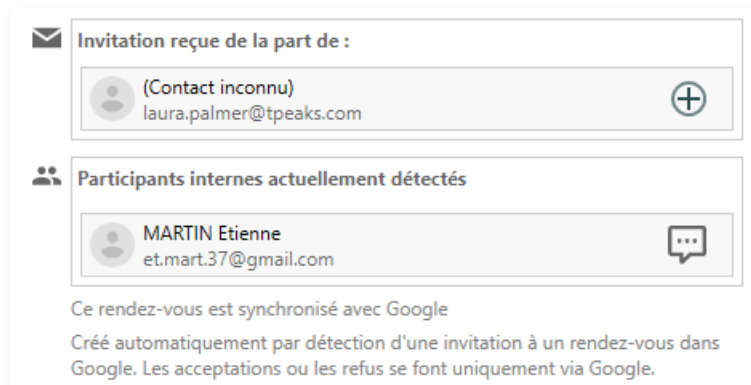 Invitation reçue de la part de :
(Contact inconnu)
laura.palmer@tpeaks.com
Participants internes actuellement détectés
MARTIN Etienne
et.mart.37@gmail.com
Ce rendez-vous est synchronisé avec Google
Créé automatiquement par détection d'une invitation à un rendez-vous dans
Google. Les acceptations ou les refus se font uniquement via Google.